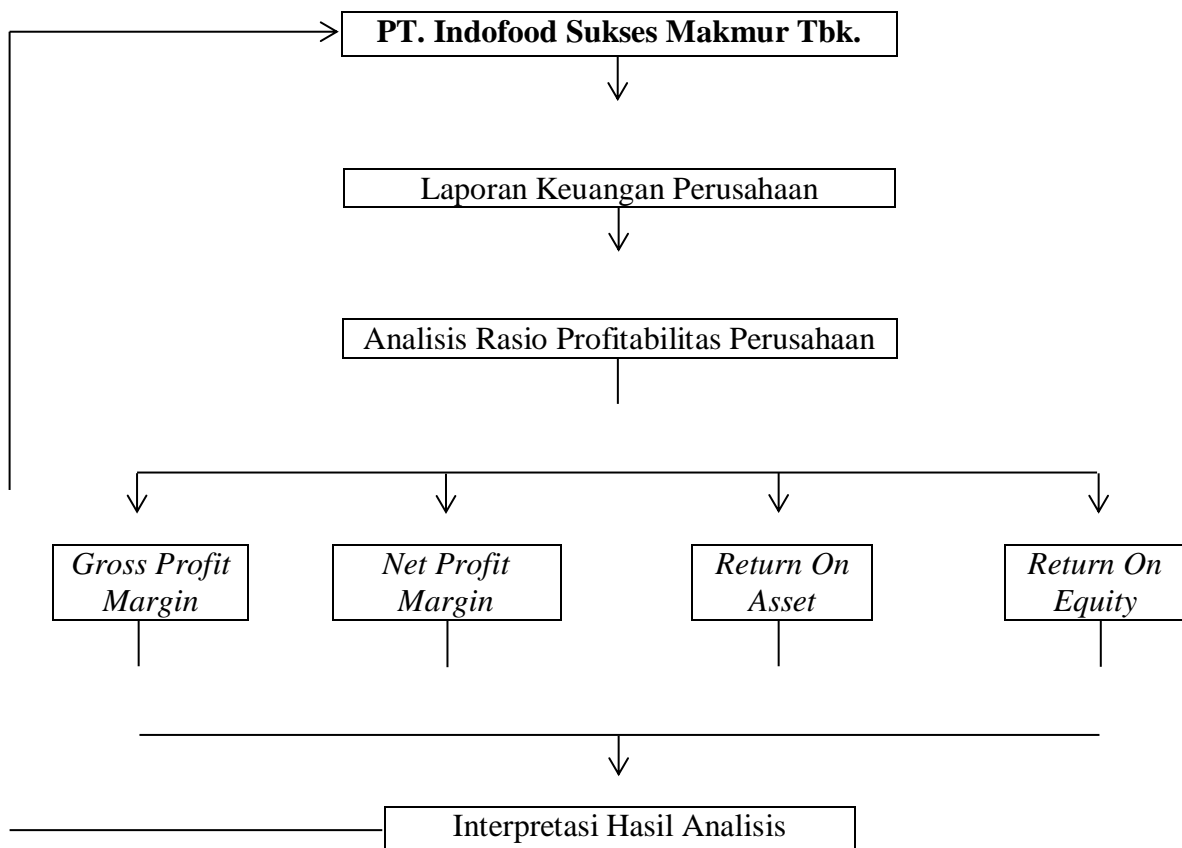 PT. Indofood Sukses Makmur Tbk.
Laporan Keuangan Perusahaan
Analisis Rasio Profitabilitas Perusahaan
Gross Profit
Margin
Net Profit
Margin
Return On
Asset
Return On
Equity
Interpretasi Hasil Analisis